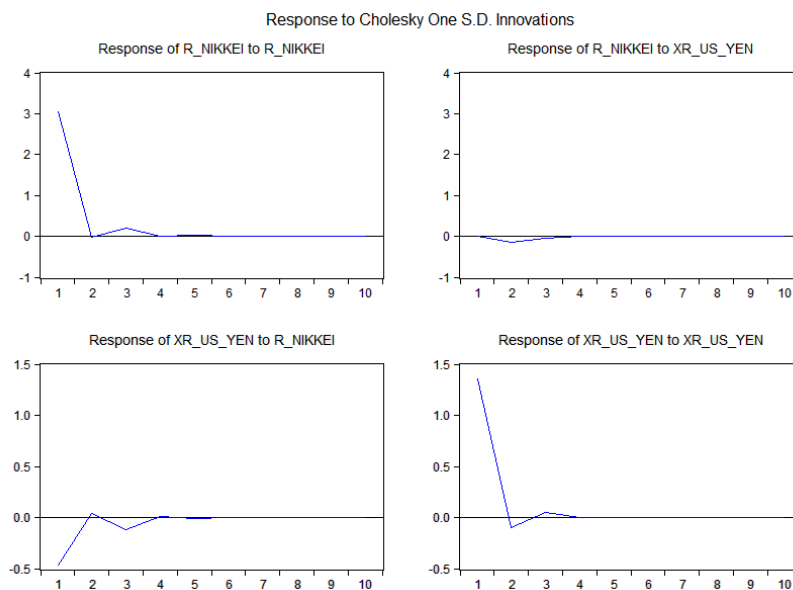 Response to Cholesky One S.D. Innovations
Response of R_NIKKEI to R_NIKKEI
4
3
2
1
0
-1
1 2 3 4 5 6 7 8 9 10
Response of R_NIKKEI to XR_US_YEN
4
3
2
1
0
-1
1 2 3 4 5 6 7 8 9 10
Response of XR_US_YEN to R_NIKKEI
1.5
1.0
0.5
0.0
-0.5
1 2 3 4 5 6 7 8 9 10
Response of XR_US_YEN to XR_US_YEN
1.5
1.0
0.5
0.0
-0.5
1 2 3 4 5 6 7 8 9 10